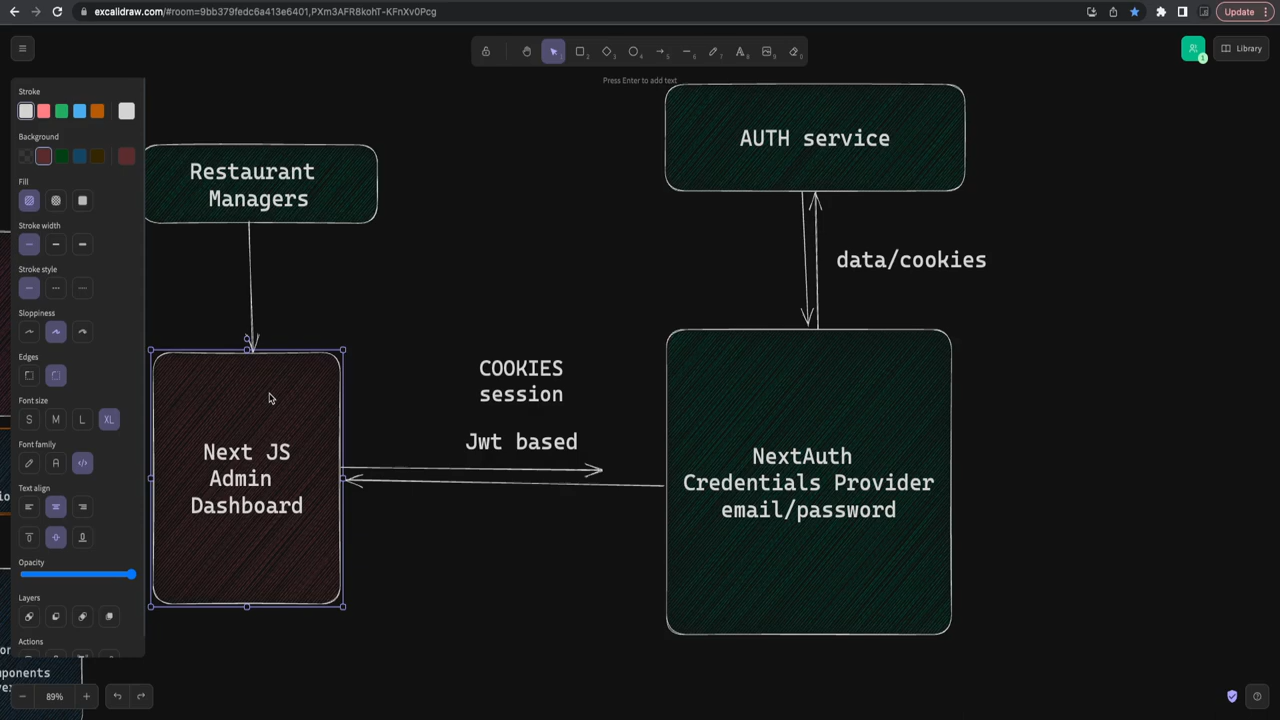 excalidraw.com/#room=9bb379fedc6a413e6401,PXm3AFR8kohT-KFnXv0Pcg
Update
Library
1
Press Enter to add text
Stroke
Background
Fill
Stroke width
Stroke style
Sloppiness
Edges
Font size
S M L XL
Font family
Text align
Opacity
Layers
Actions
89%
ponents
Restaurant
Managers
AUTH service
data/cookies
COOKIES
session
Jwt based
Next JS
Admin
Dashboard
NextAuth
Credentials Provider
email/password